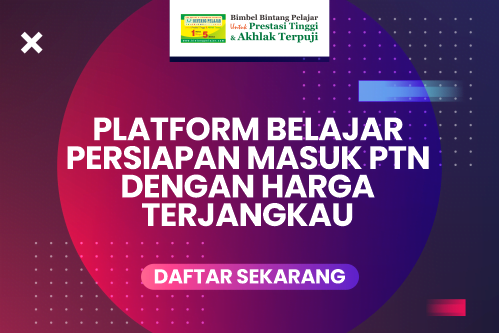 Bimbel Bintang Pelajar
Untuk Prestasi Tinggi
& Akhlak Terpuji
PLATFORM BELAJAR
PERSIAPAN MASUK PTN
DENGAN HARGA
TERJANGKAU
DAFTAR SEKARANG